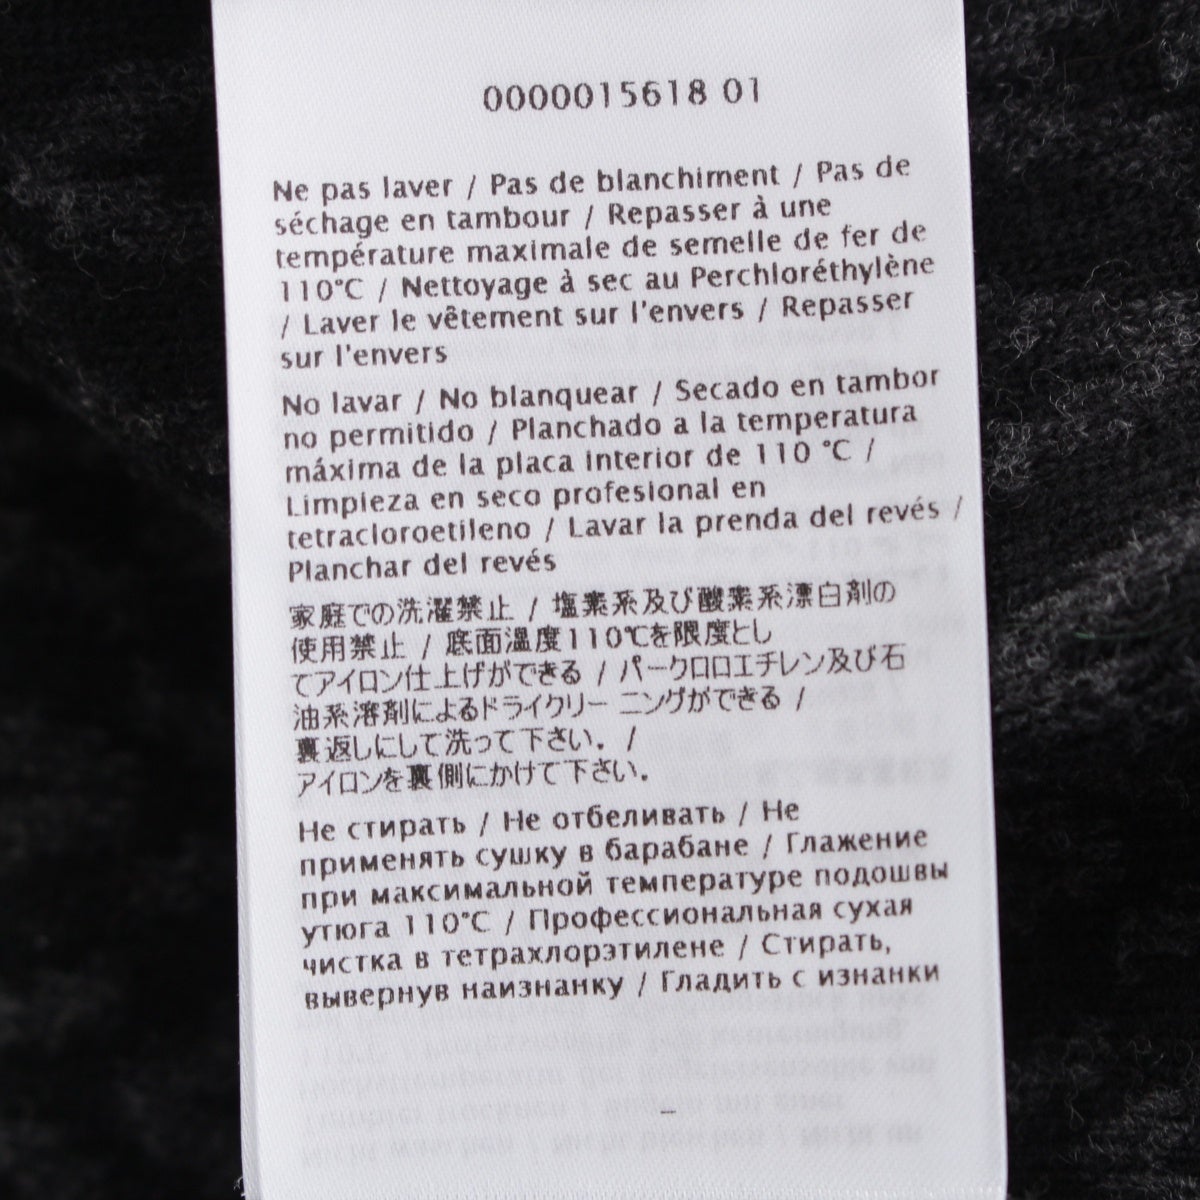 0000015618 01
Ne pas laver / Pas de blanchiment / Pas de
séchage en tambour / Repasser à une
température maximale de semelle de fer de
110°C / Nettoyage à sec au Perchloréthylène
/ Laver le vêtement sur l'envers / Repasser
sur l'envers
No lavar / No blanquear / Secado en tambor
no permitido / Planchado a la temperatura
máxima de la placa interior de 110 °C /
Limpieza en seco profesional en
tetracloroetileno / Lavar la prenda del revés /
Planchar del revés
家庭での洗濯禁止 / 塩素系及び酸素系漂白剤の
使用禁止 / 底面温度110℃を限度とし
てアイロン仕上げができる / パークロロエチレン及び石
油系溶剤によるドライクリー ニングができる /
裏返しにして洗って下さい. /
アイロンを裏側にかけて下さい.
Не стирать / Не отбеливать / Не
применять сушку в барабане / Глажение
при максимальной температуре подошвы
утюга 110°C / Профессиональная сухая
чистка в тетрахлорэтилене / Стирать,
вывернув наизнанку / Гладить с изнанки